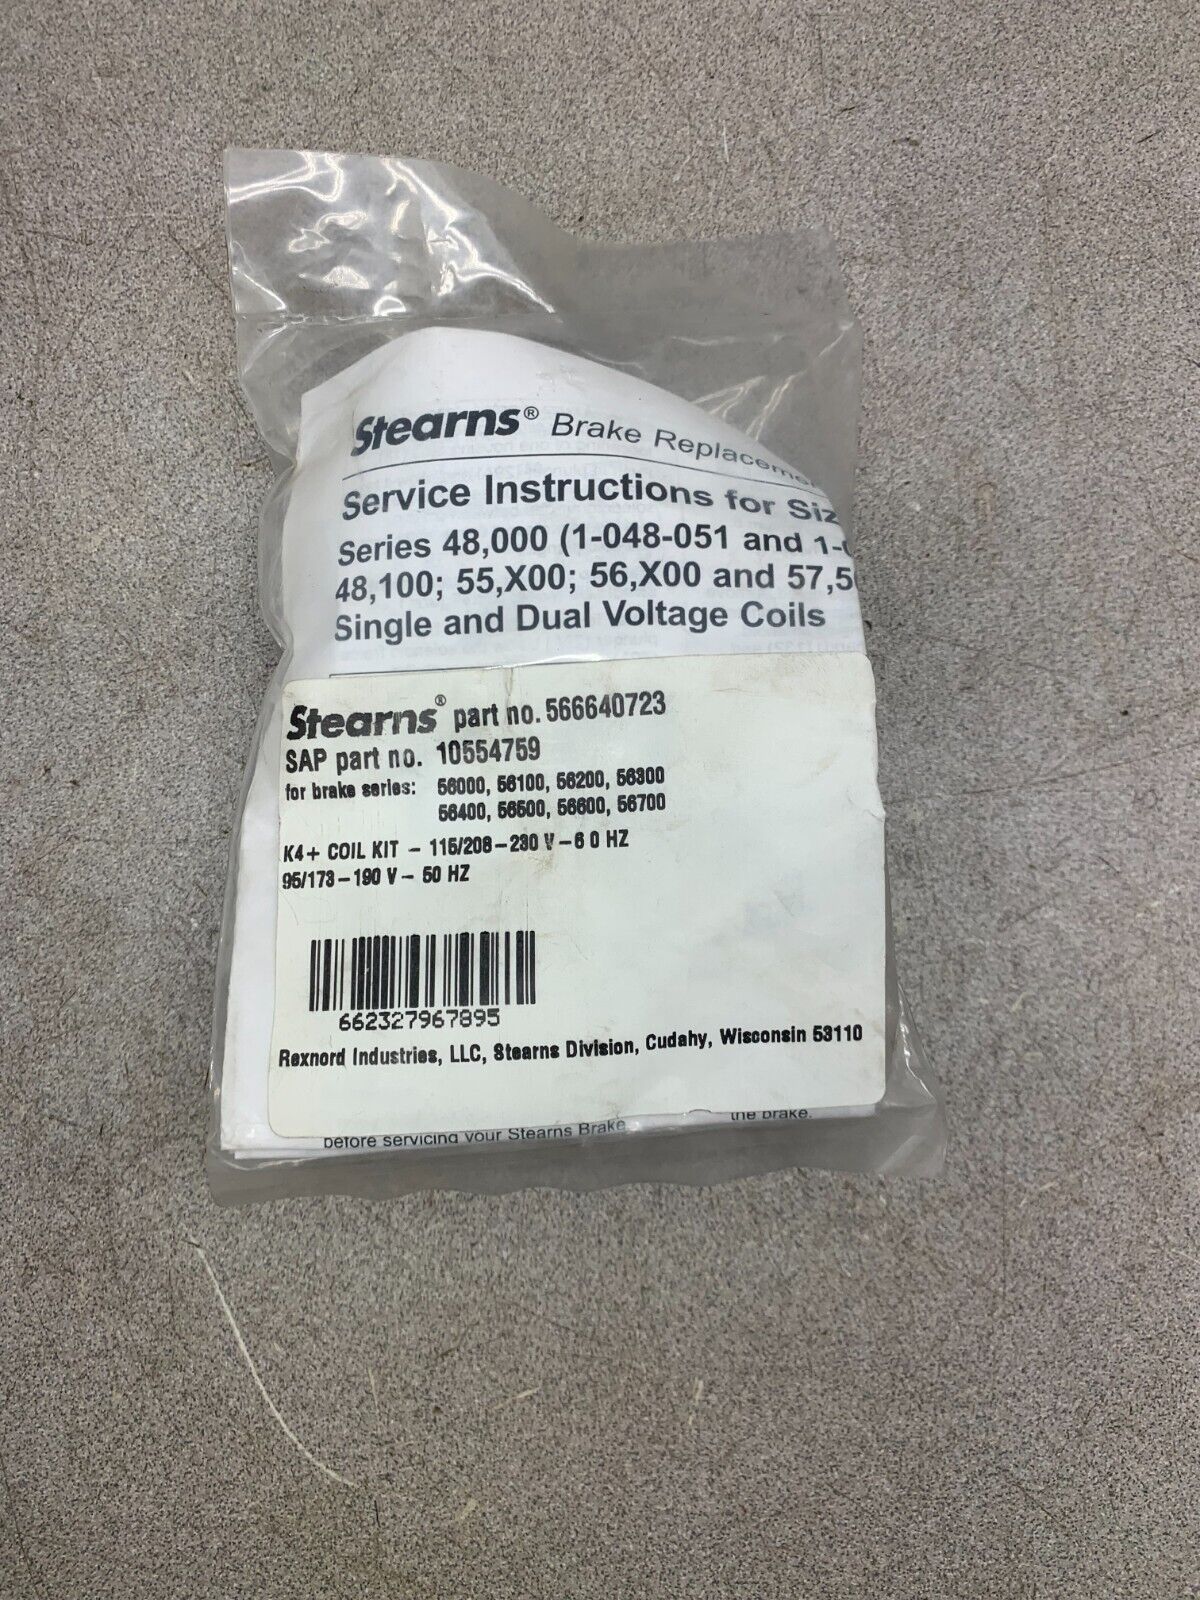 Stearns® Brake Replacemen
Service Instructions for Siz
Series 48,000 (1-048-051 and 1-0
48,100; 55,X00; 56,X00 and 57,5
Single and Dual Voltage Coils
Stearns® part no. 566640723
SAP part no. 10554759
for brake series: 56000, 56100, 56200, 56300
56400, 56500, 56600, 56700
K4+ COIL KIT - 115/208-230 V-6 0 HZ
95/173-190 V- 50 HZ
662327967895
Rexnord Industries, LLC, Stearns Division, Cudahy, Wisconsin 53110
the brake.
before servicing your Stearns Brake